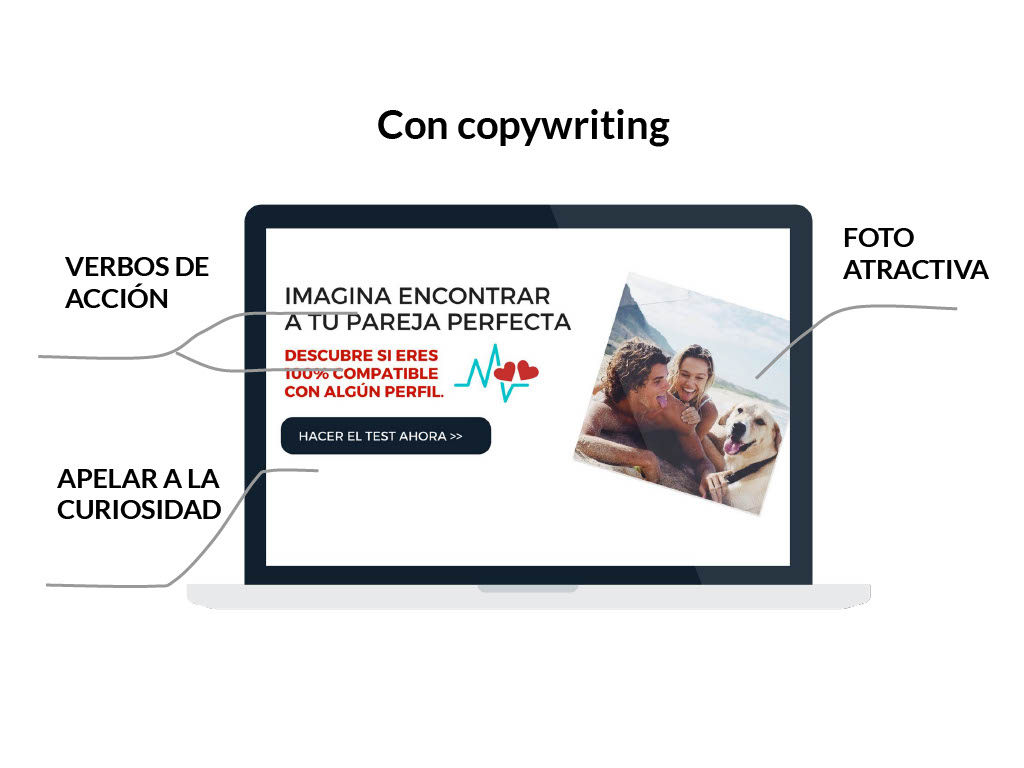 Con copywriting
VERBOS DE
ACCIÓN
FOTO
ATRACTIVA
IMAGINA ENCONTRAR
A TU PAREJA PERFECTA
DESCUBRE SI ERES
100% COMPATIBLE
CON ALGÚN PERFIL.
HACER EL TEST AHORA >>
APELAR A LA
CURIOSIDAD